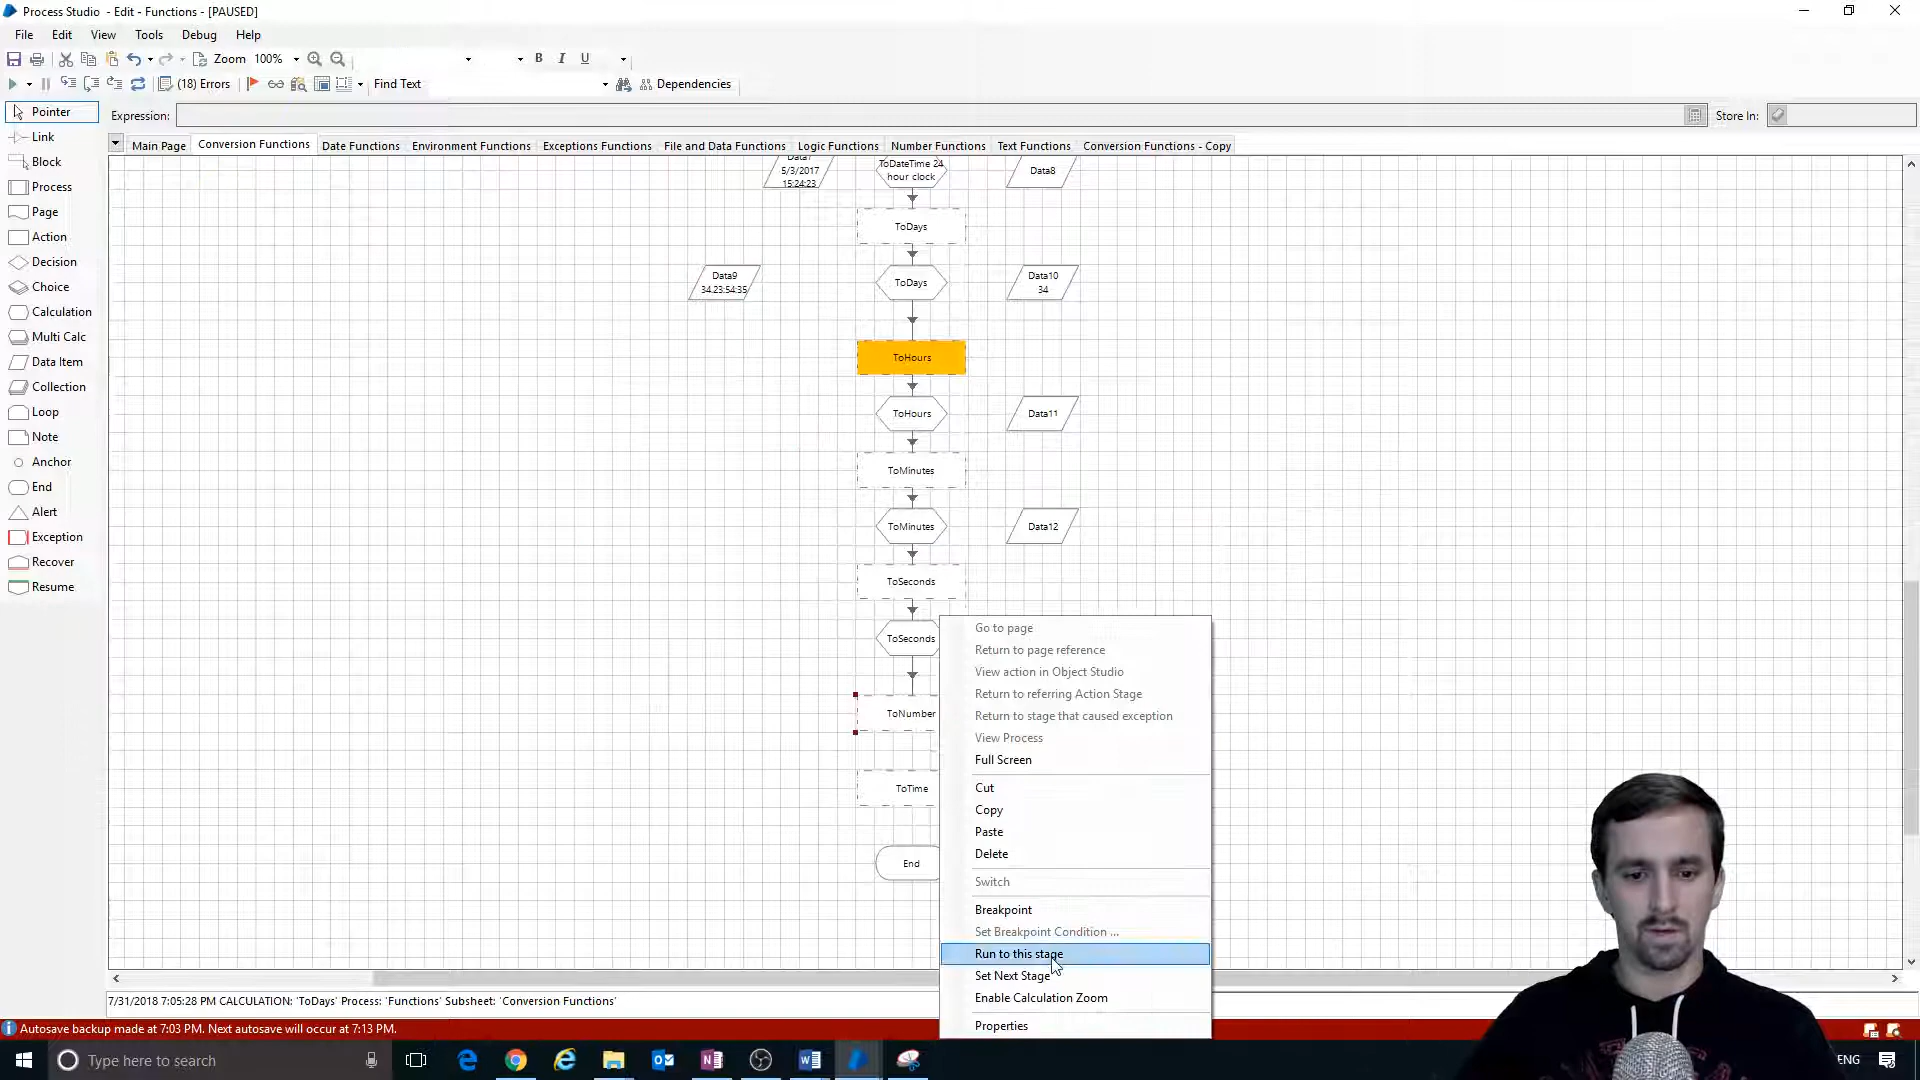 Process Studio - Edit - Functions - [PAUSED]
File Edit View Tools Debug Help
Zoom 100% B I U
(18) Errors Find Text Dependencies
Pointer
Expression: Store In:
Link
Main Page Conversion Functions Date Functions Environment Functions Exceptions Functions File and Data Functions Logic Functions Number Functions Text Functions Conversion Functions - Copy
Block
Process
Page
Action
Decision
Choice
Calculation
Multi Calc
Data Item
Collection
Loop
Note
Anchor
End
Alert
Exception
Recover
Resume
Data7
5/3/2017
15:24:23
ToDateTime 24
hour clock
Data8
ToDays
Data9
34.23:54:35
ToDays
Data10
34
ToHours
ToHours
Data11
ToMinutes
ToMinutes
Data12
ToSeconds
ToSeconds
ToNumber
ToTime
End
Go to page
Return to page reference
View action in Object Studio
Return to referring Action Stage
Return to stage that caused exception
View Process
Full Screen
Cut
Copy
Paste
Delete
Switch
Breakpoint
Set Breakpoint Condition ...
Run to this stage
Set Next Stage
Enable Calculation Zoom
Properties
7/31/2018 7:05:28 PM CALCULATION: 'ToDays' Process: 'Functions' Subsheet: 'Conversion Functions'
Autosave backup made at 7:03 PM. Next autosave will occur at 7:13 PM.
Type here to search
ENG